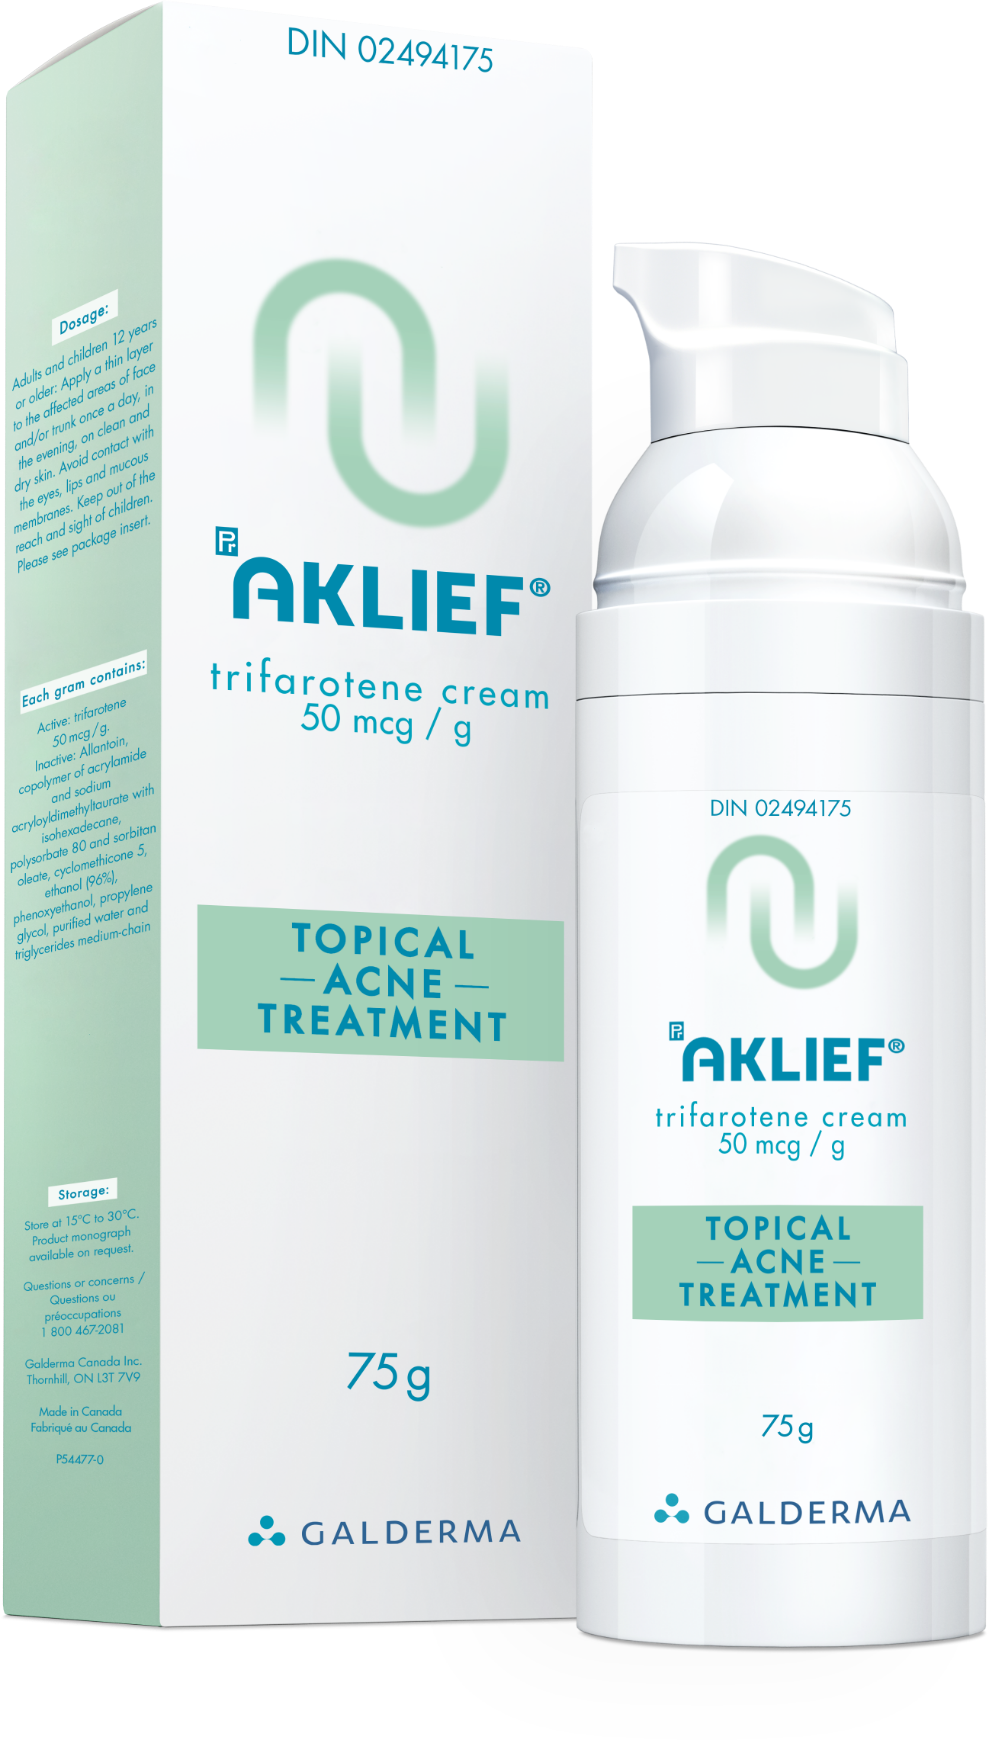 DIN 02494175
Pr
AKLIEF®
trifarotene cream
50 mcg / g
TOPICAL
— ACNE —
TREATMENT
75 g
GALDERMA
Dosage:
Adults and children 12 years
or older: Apply a thin layer
to the affected areas of face
and/or trunk once a day, in
the evening, on clean and
dry skin. Avoid contact with
the eyes, lips and mucous
membranes. Keep out of the
reach and sight of children.
Please see package insert.
Each gram contains:
Active: trifarotene
50 mcg/g.
Inactive: Allantoin,
copolymer of acrylamide
and sodium
acryloyldimethyltaurate with
isohexadecane,
polysorbate 80 and sorbitan
oleate, cyclomethicone 5,
ethanol (96%),
phenoxyethanol, propylene
glycol, purified water and
triglycerides medium-chain
Storage:
Store at 15°C to 30°C.
Product monograph
available on request.
Questions or concerns /
Questions ou
préoccupations
1 800 467-2081
Galderma Canada Inc.
Thornhill, ON L3T 7V9
Made in Canada
Fabriqué au Canada
P54477-0
DIN 02494175
Pr
AKLIEF®
trifarotene cream
50 mcg / g
TOPICAL
— ACNE —
TREATMENT
75 g
GALDERMA